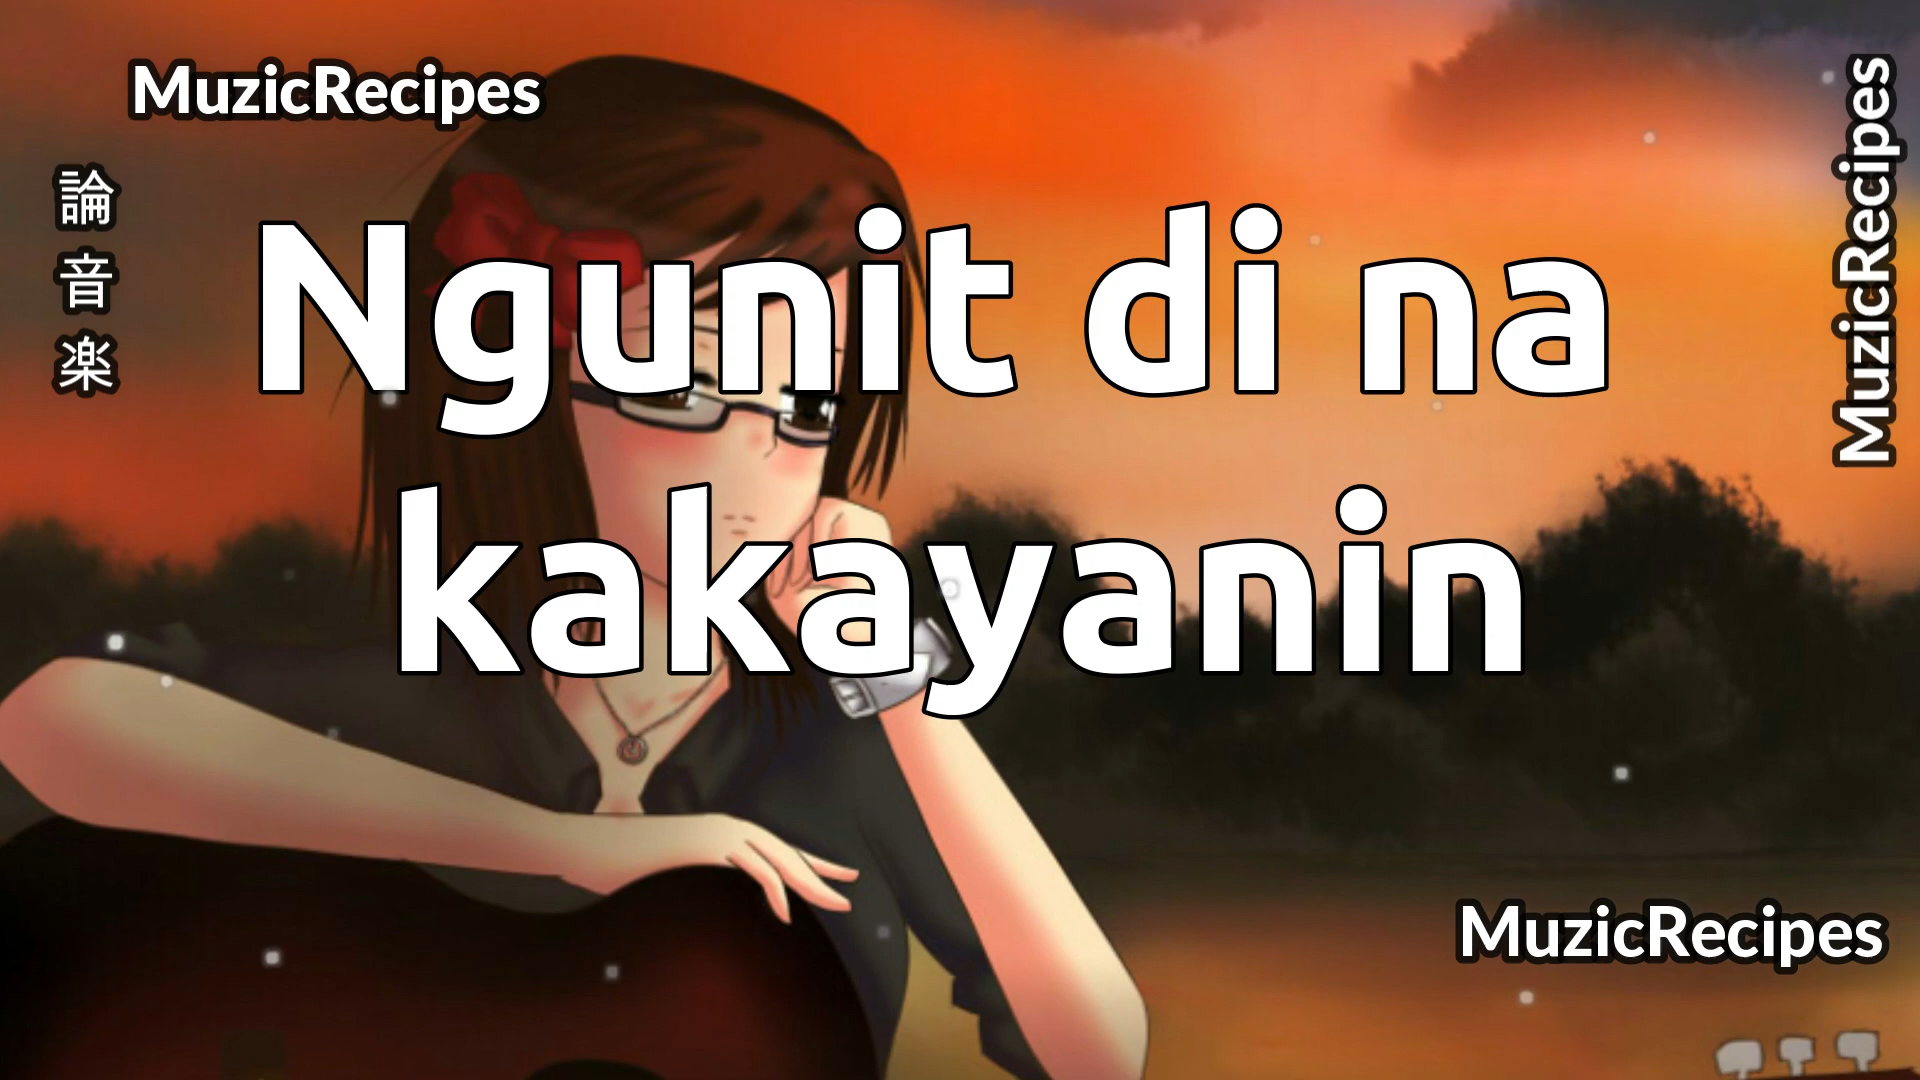 MuzicRecipes
論音楽
Ngunit di na
kakayanin
MuzicRecipes
MuzicRecipes